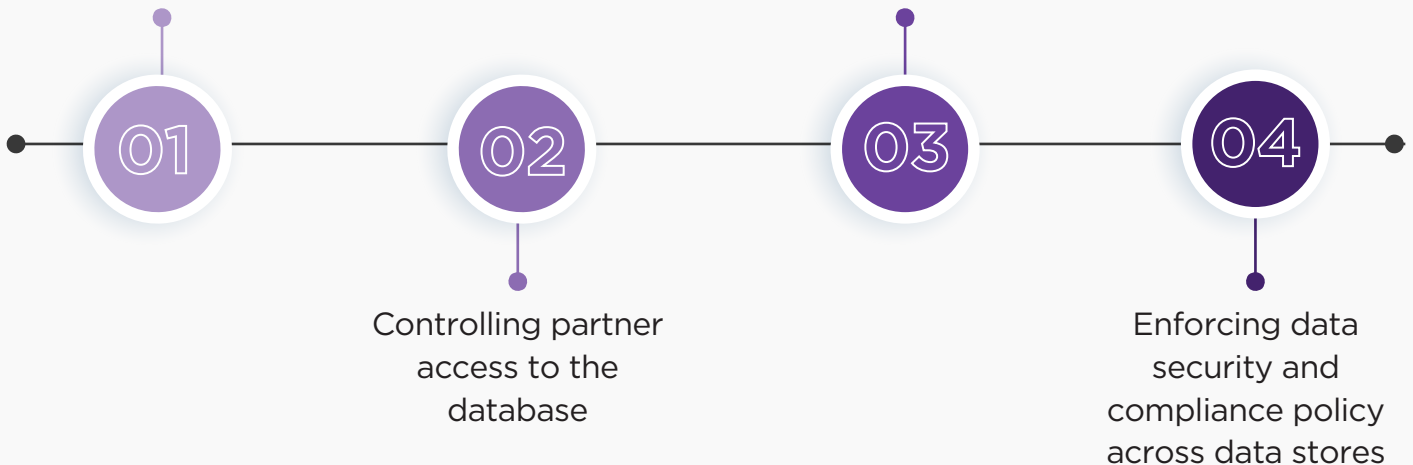 01
02
03
04
Controlling partner
access to the
database
Enforcing data
security and
compliance policy
across data stores